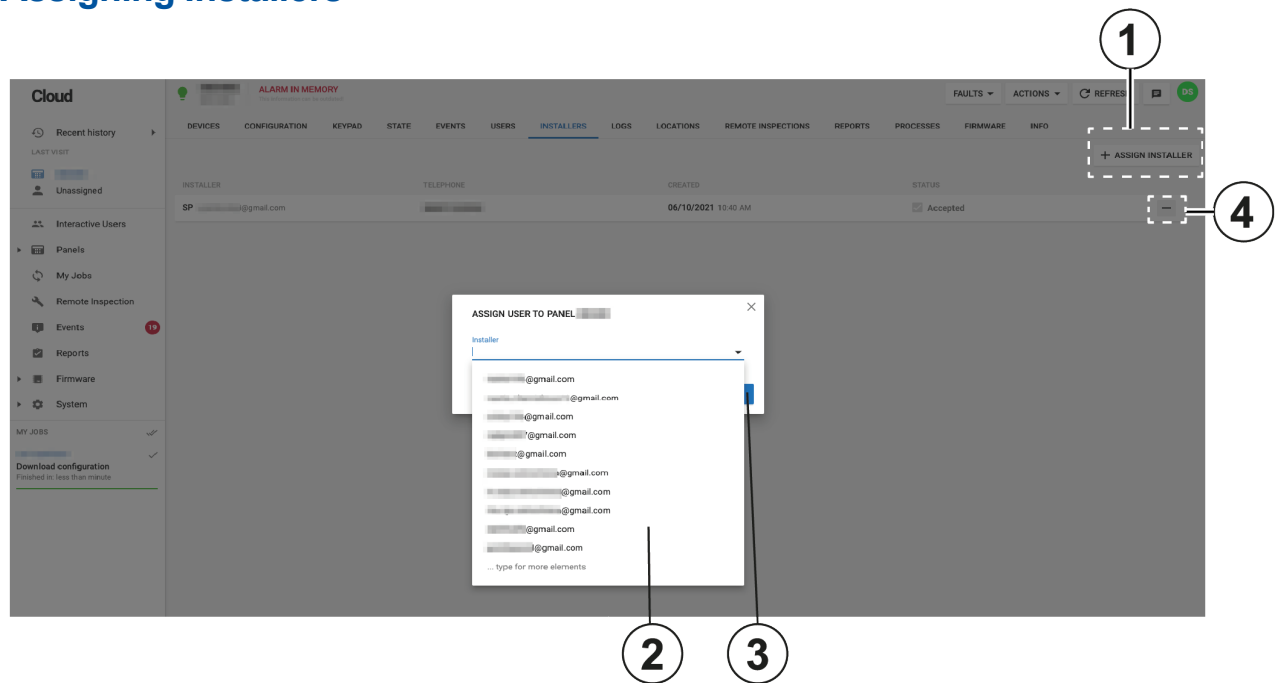 Assigning Installers
1
Cloud
ALARM IN MEMORY
FAULTS
ACTIONS
REFRESH
DS
Recent history
DEVICES CONFIGURATION KEYPAD STATE EVENTS USERS INSTALLERS LOGS LOCATIONS REMOTE INSPECTIONS REPORTS PROCESSES FIRMWARE INFO
LAST VISIT
+ ASSIGN INSTALLER
Unassigned
INSTALLER TELEPHONE CREATED STATUS
SP @gmail.com 06/10/2021 10:40 AM Accepted
4
Interactive Users
Panels
My Jobs
Remote Inspection
Events 19
Reports
Firmware
System
MY JOBS
Download configuration
Finished in: less than minute
ASSIGN USER TO PANEL
Installer
@gmail.com
@gmail.com
@gmail.com
@gmail.com
@gmail.com
@gmail.com
@gmail.com
@gmail.com
@gmail.com
@gmail.com
... type for more elements
2
3